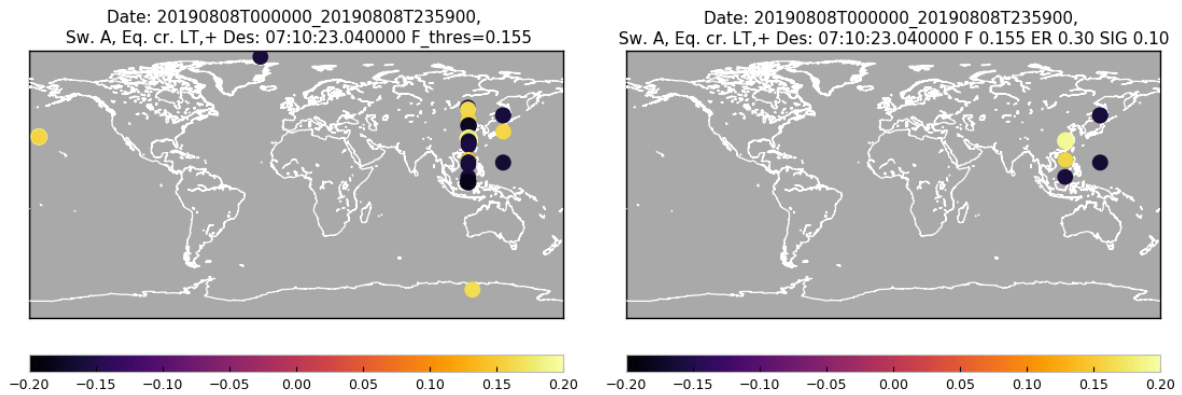 Date: 20190808T000000_20190808T235900,
Sw. A, Eq. cr. LT,+ Des: 07:10:23.040000 F_thres=0.155
−0.20 −0.15 −0.10 −0.05 0.00 0.05 0.10 0.15 0.20
Date: 20190808T000000_20190808T235900,
Sw. A, Eq. cr. LT,+ Des: 07:10:23.040000 F 0.155 ER 0.30 SIG 0.10
−0.20 −0.15 −0.10 −0.05 0.00 0.05 0.10 0.15 0.20